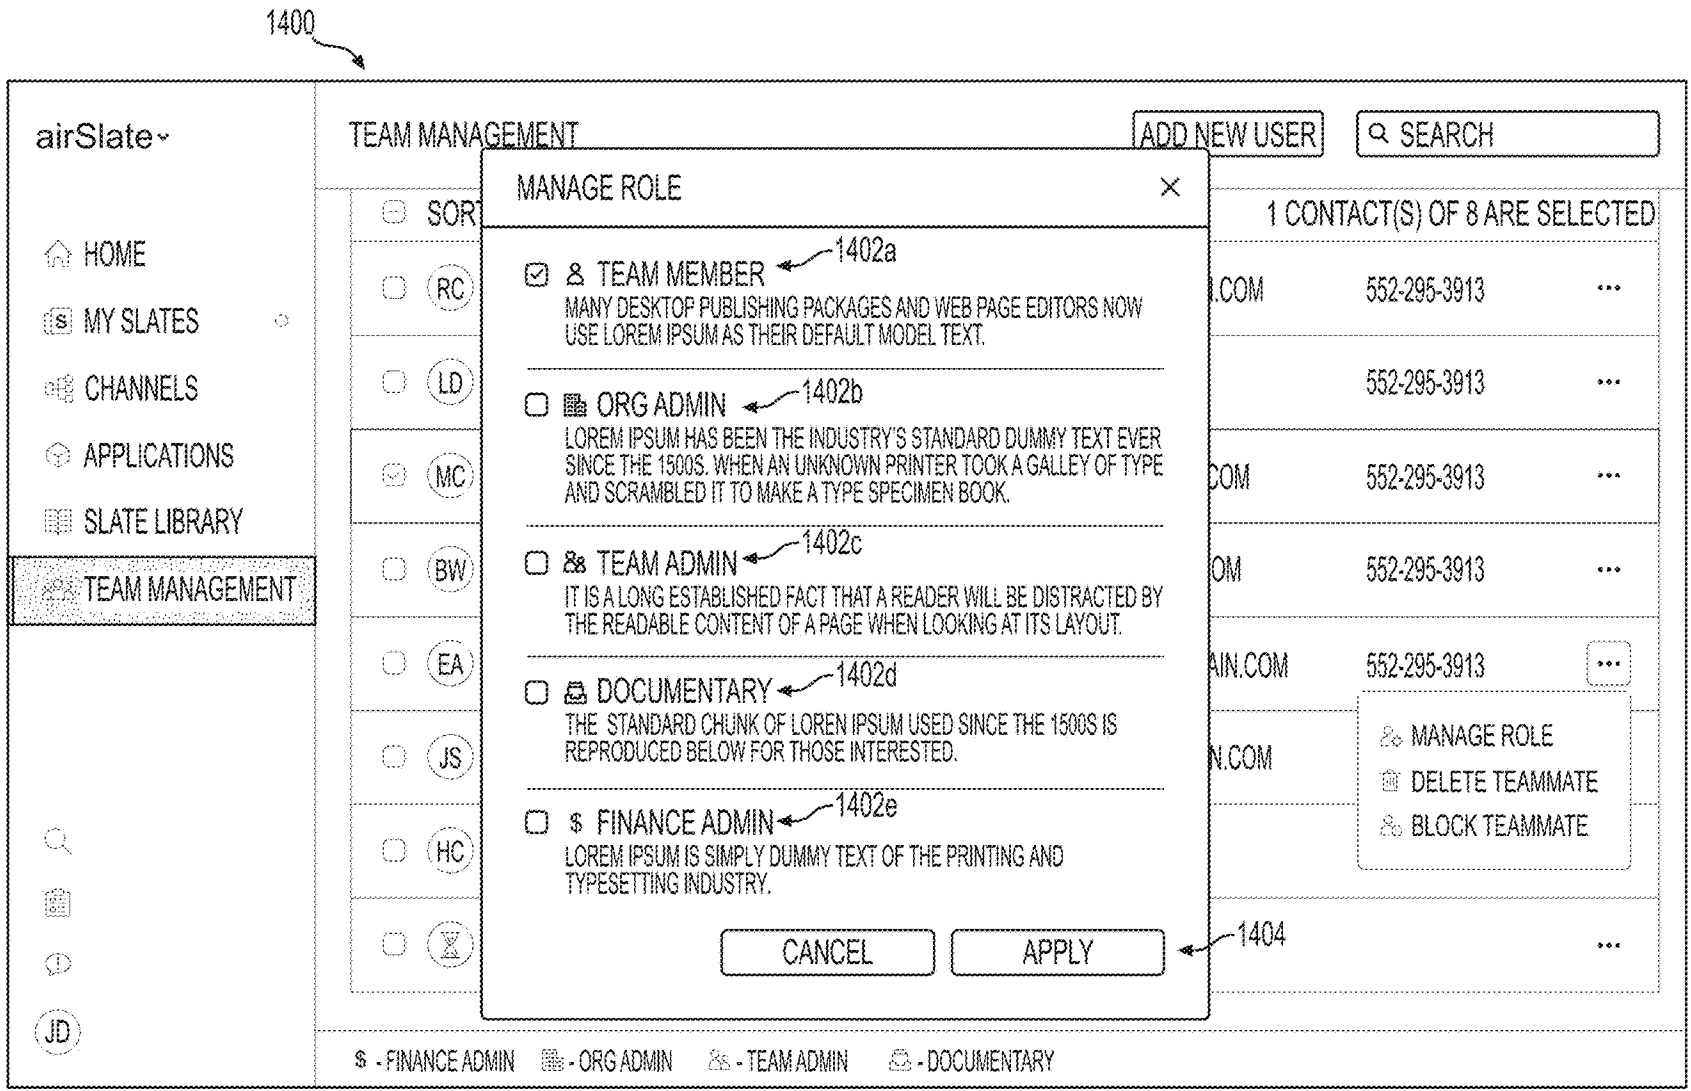 1400
airSlate
TEAM MANAGEMENT
ADD NEW USER
SEARCH
HOME
MY SLATES
CHANNELS
APPLICATIONS
SLATE LIBRARY
TEAM MANAGEMENT
JD
SORT
1 CONTACT(S) OF 8 ARE SELECTED
RC
.COM
552-295-3913
LD
552-295-3913
MC
COM
552-295-3913
BW
OM
552-295-3913
EA
AIN.COM
552-295-3913
JS
N.COM
HC
MANAGE ROLE
DELETE TEAMMATE
BLOCK TEAMMATE
MANAGE ROLE
1402a
TEAM MEMBER
MANY DESKTOP PUBLISHING PACKAGES AND WEB PAGE EDITORS NOW
USE LOREM IPSUM AS THEIR DEFAULT MODEL TEXT.
1402b
ORG ADMIN
LOREM IPSUM HAS BEEN THE INDUSTRY'S STANDARD DUMMY TEXT EVER
SINCE THE 1500S. WHEN AN UNKNOWN PRINTER TOOK A GALLEY OF TYPE
AND SCRAMBLED IT TO MAKE A TYPE SPECIMEN BOOK.
1402c
TEAM ADMIN
IT IS A LONG ESTABLISHED FACT THAT A READER WILL BE DISTRACTED BY
THE READABLE CONTENT OF A PAGE WHEN LOOKING AT ITS LAYOUT.
1402d
DOCUMENTARY
THE STANDARD CHUNK OF LOREN IPSUM USED SINCE THE 1500S IS
REPRODUCED BELOW FOR THOSE INTERESTED.
1402e
$ FINANCE ADMIN
LOREM IPSUM IS SIMPLY DUMMY TEXT OF THE PRINTING AND
TYPESETTING INDUSTRY.
CANCEL
APPLY
1404
$ - FINANCE ADMIN - ORG ADMIN - TEAM ADMIN - DOCUMENTARY